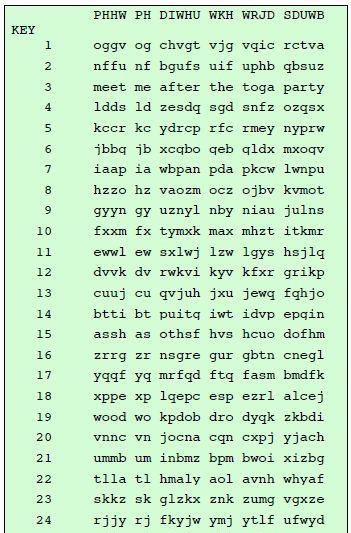 PHHW PH DIWHU WKH WRJD SDUWB
KEY
1 oggv og chvgt vjg vqic rctva
2 nffu nf bgufs uif uphb qbsuz
3 meet me after the toga party
4 ldds ld zesdq sgd snfz ozqsx
5 kccr kc ydrcp rfc rmey nyprw
6 jbbq jb xcqbo qeb qldx mxoqv
7 iaap ia wbpan pda pkcw lwnpu
8 hzzo hz vaozm ocz ojbv kvmot
9 gyyn gy uznyl nby niau julns
10 fxxm fx tymxk max mhzt itkmr
11 ewwl ew sxlwj lzw lgys hsjlq
12 dvvk dv rwkvi kyv kfxr grikp
13 cuuj cu qvjuh jxu jewq fqhjo
14 btti bt puitg iwt idvp epgin
15 assh as othsf hvs hcuo dofhm
16 zrrg zr nsgre gur gbtn cnegl
17 yqqf yq mrfqd ftq fasm bmdfk
18 xppe xp lqepc esp ezrl alcej
19 wood wo kpdob dro dyqk zkbdi
20 vnnc vn jocna cqn cxpj yjach
21 ummb um inbmz bpm bwoi xizbg
22 tlla tl hmaly aol avnh whyaf
23 skkz sk glzkx znk zumg vgxze
24 rjjy rj fkyjw ymj ytlf ufwyd